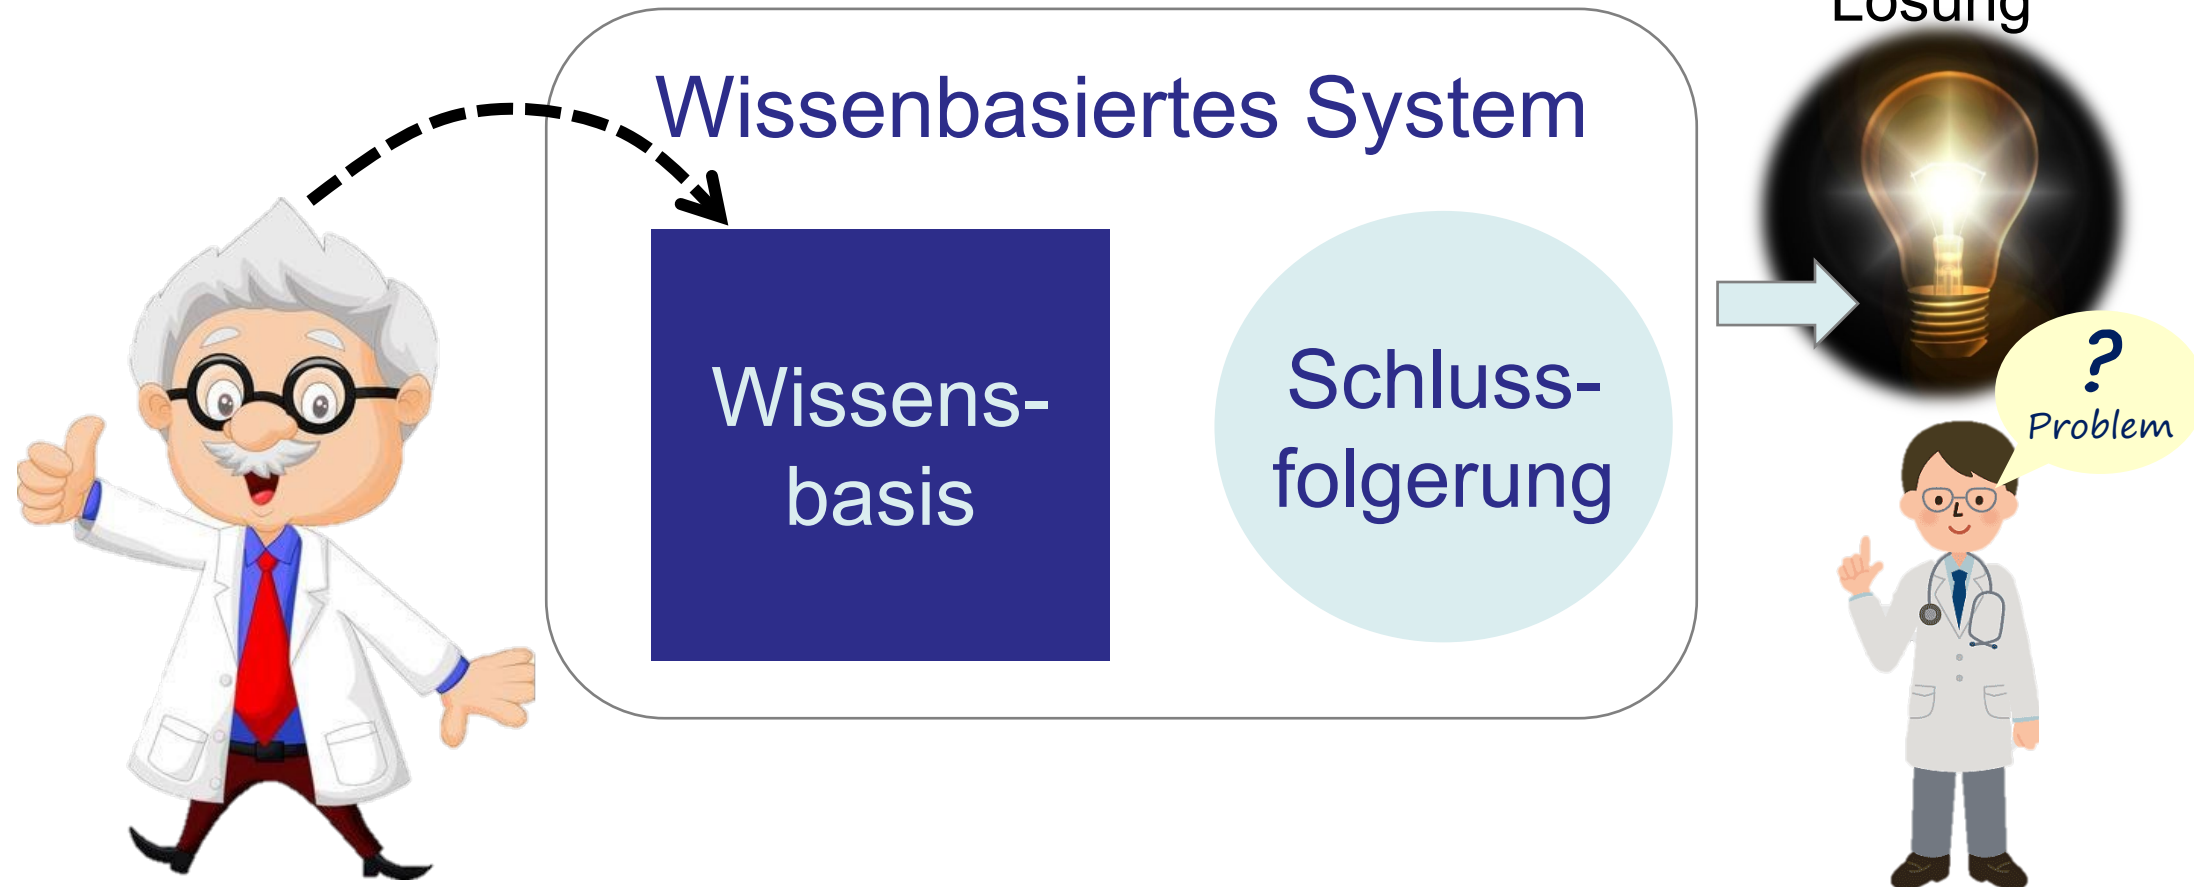 Lösung
Wissenbasiertes System
Wissens-
basis
Schluss-
folgerung
?
Problem